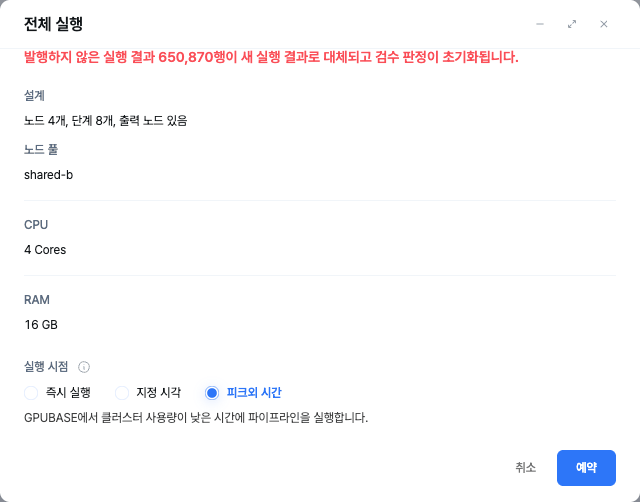 전체 실행
발행하지 않은 실행 결과 650,870행이 새 실행 결과로 대체되고 검수 판정이 초기화됩니다.
설계
노드 4개, 단계 8개, 출력 노드 있음
노드 풀
shared-b
CPU
4 Cores
RAM
16 GB
실행 시점
즉시 실행 지정 시각 피크외 시간
GPUBASE에서 클러스터 사용량이 낮은 시간에 파이프라인을 실행합니다.
취소 예약